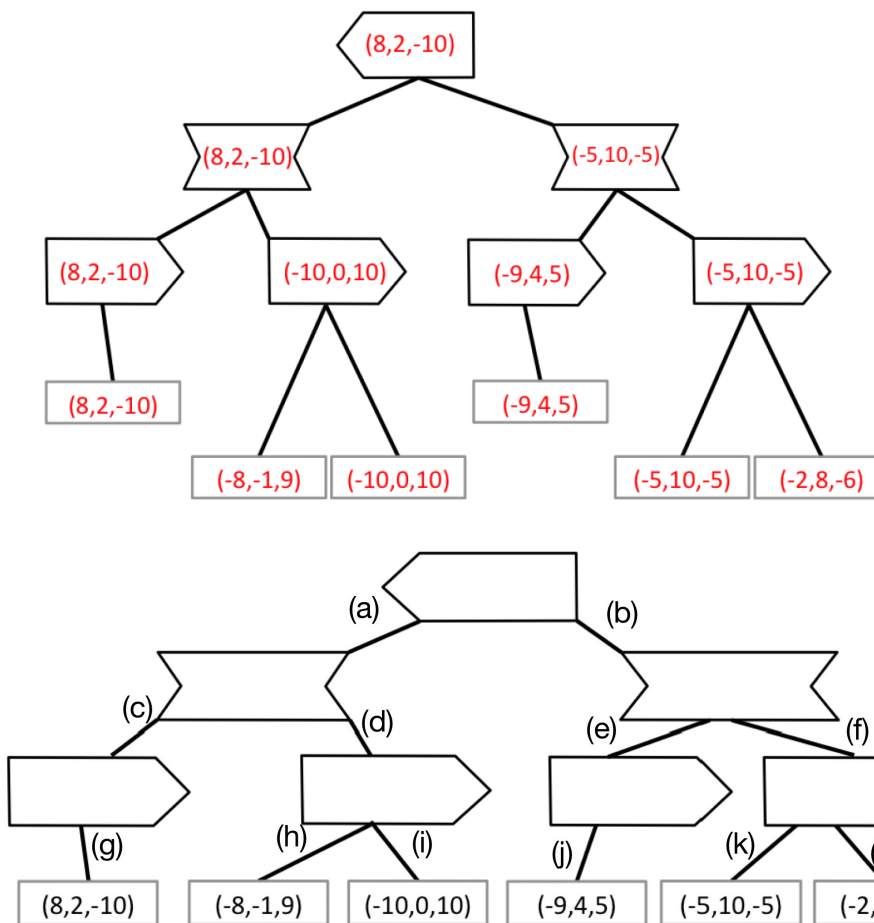 (8,2,-10)
(8,2,-10) (-5,10,-5)
(8,2,-10) (-10,0,10) (-9,4,5) (-5,10,-5)
(8,2,-10) (-9,4,5)
(-8,-1,9) (-10,0,10) (-5,10,-5) (-2,8,-6)
(a) (b)
(c) (d) (e) (f)
(g) (h) (i) (j) (k) (
(8,2,-10) (-8,-1,9) (-10,0,10) (-9,4,5) (-5,10,-5) (-2,